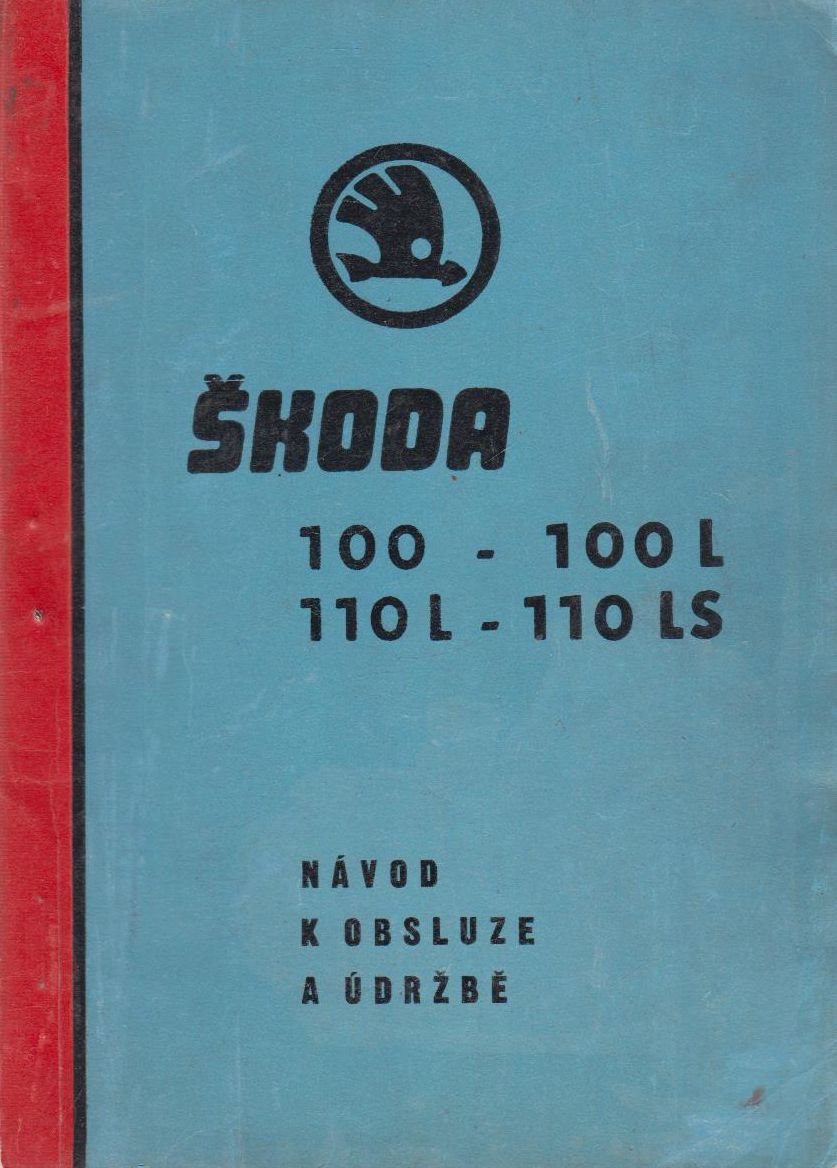 ŠKODA
100 - 100 L
110 L - 110 LS
NÁVOD
K OBSLUZE
A ÚDRŽBĚ